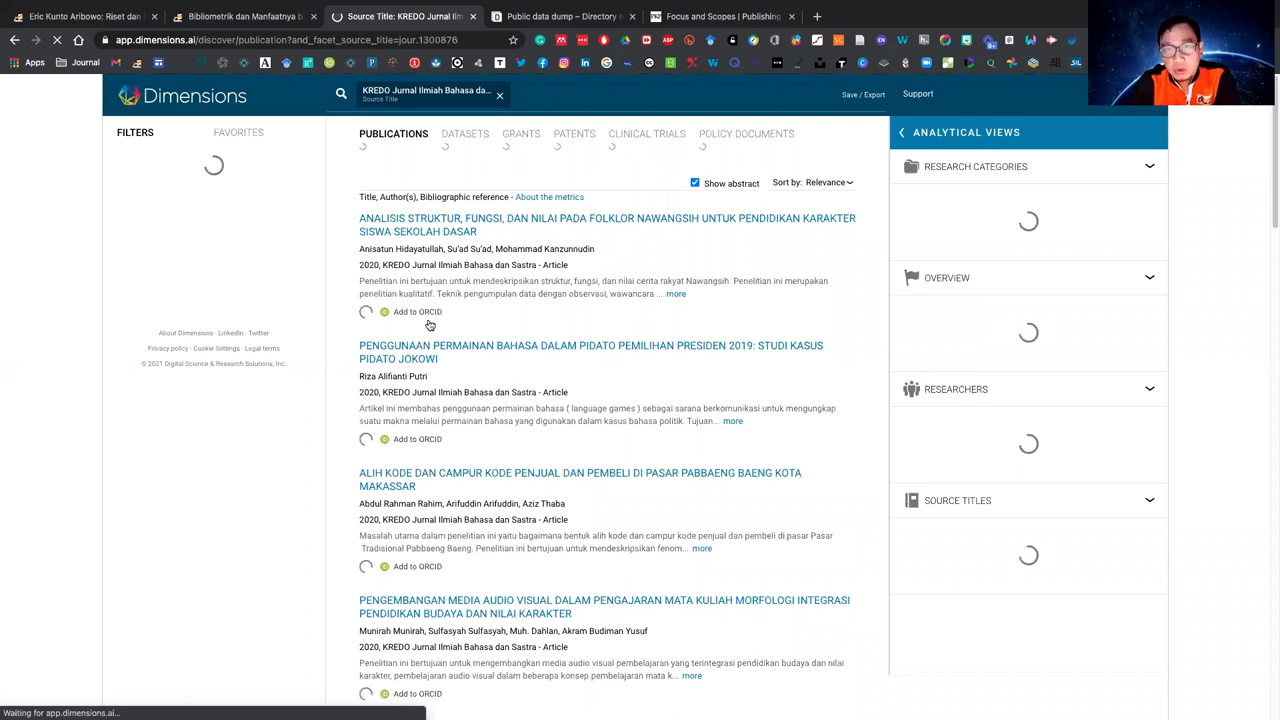 Kreung Sang Aribowo: Ini dan
Bibliometrik dan Manfaatnya bi
Source Title: KREDO Jurnal Ilm
Public data dump – Directory o
Focus and Scopes | Publishing
app.dimensions.ai/discover/publication?and_facet_source_title=jour.1300876
Apps
Journal
Dimensions
KREDO Jurnal Ilmiah Bahasa da...
Source Title
Save / Export
Support
FILTERS
FAVORITES
PUBLICATIONS
DATASETS
GRANTS
PATENTS
CLINICAL TRIALS
POLICY DOCUMENTS
ANALYTICAL VIEWS
Show abstract
Sort by: Relevance
Title, Author(s), Bibliographic reference - About the metrics
ANALISIS STRUKTUR, FUNGSI, DAN NILAI PADA FOLKLOR NAWANGSIH UNTUK PENDIDIKAN KARAKTER
SISWA SEKOLAH DASAR
Anisatun Hidayatullah, Su'ad Su'ad, Mohammad Kanzunnudin
2020, KREDO Jurnal Ilmiah Bahasa dan Sastra - Article
Penelitian ini bertujuan untuk mendeskripsikan struktur, fungsi, dan nilai cerita rakyat Nawangsih. Penelitian ini merupakan
penelitian kualitatif. Teknik pengumpulan data dengan observasi, wawancara ... more
Add to ORCID
PENGGUNAAN PERMAINAN BAHASA DALAM PIDATO PEMILIHAN PRESIDEN 2019: STUDI KASUS
PIDATO JOKOWI
Riza Alifianti Putri
2020, KREDO Jurnal Ilmiah Bahasa dan Sastra - Article
Artikel ini membahas penggunaan permainan bahasa ( language games ) sebagai sarana berkomunikasi untuk mengungkap
suatu makna melalui permainan bahasa yang digunakan dalam kasus bahasa politik. Tujuan... more
Add to ORCID
ALIH KODE DAN CAMPUR KODE PENJUAL DAN PEMBELI DI PASAR PABBAENG BAENG KOTA
MAKASSAR
Abdul Rahman Rahim, Arifuddin Arifuddin, Aziz Thaba
2020, KREDO Jurnal Ilmiah Bahasa dan Sastra - Article
Masalah utama dalam penelitian ini yaitu bagaimana bentuk alih kode dan campur kode penjual dan pembeli di pasar Pasar
Tradisional Pabbaeng Baeng. Penelitian ini bertujuan untuk mendeskripsikan fenom... more
Add to ORCID
PENGEMBANGAN MEDIA AUDIO VISUAL DALAM PENGAJARAN MATA KULIAH MORFOLOGI INTEGRASI
PENDIDIKAN BUDAYA DAN NILAI KARAKTER
Munirah Munirah, Sulfasyah Sulfasyah, Muh. Dahlan, Akram Budiman Yusuf
2020, KREDO Jurnal Ilmiah Bahasa dan Sastra - Article
Penelitian ini bertujuan untuk mengembangkan media audio visual pembelajaran yang terintegrasi pendidikan budaya dan nilai
karakter, pembelajaran audio visual dalam beberapa konsep pembelajaran mata k... more
Add to ORCID
About Dimensions · LinkedIn · Twitter
Privacy policy · Cookie Settings · Legal terms
© 2021 Digital Science & Research Solutions, Inc.
RESEARCH CATEGORIES
OVERVIEW
RESEARCHERS
SOURCE TITLES
Waiting for app.dimensions.ai...